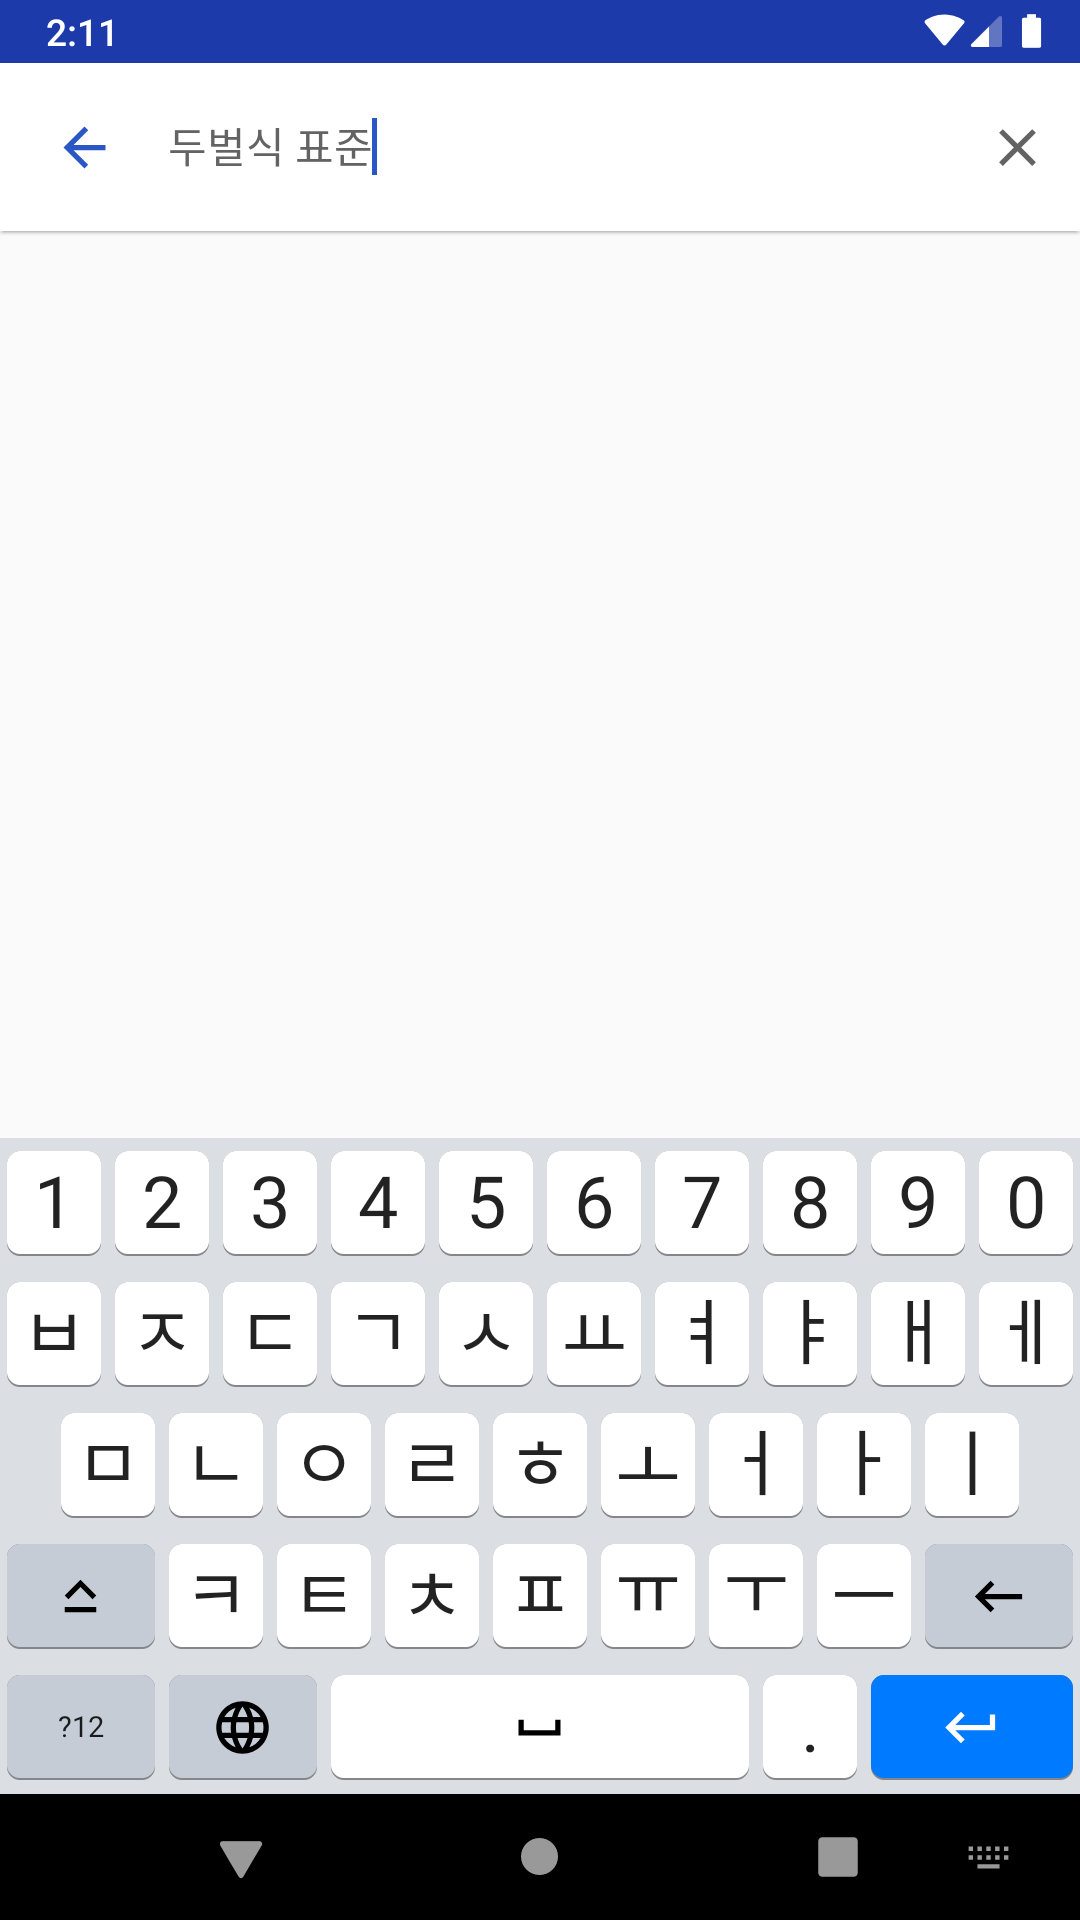 2:11
두벌식 표준
1 2 3 4 5 6 7 8 9 0
ㅂ ㅈ ㄷ ㄱ ㅅ ㅛ ㅕ ㅑ ㅐ ㅔ
ㅁ ㄴ ㅇ ㄹ ㅎ ㅗ ㅓ ㅏ ㅣ
ㅋ ㅌ ㅊ ㅍ ㅠ ㅜ ㅡ
?12 .